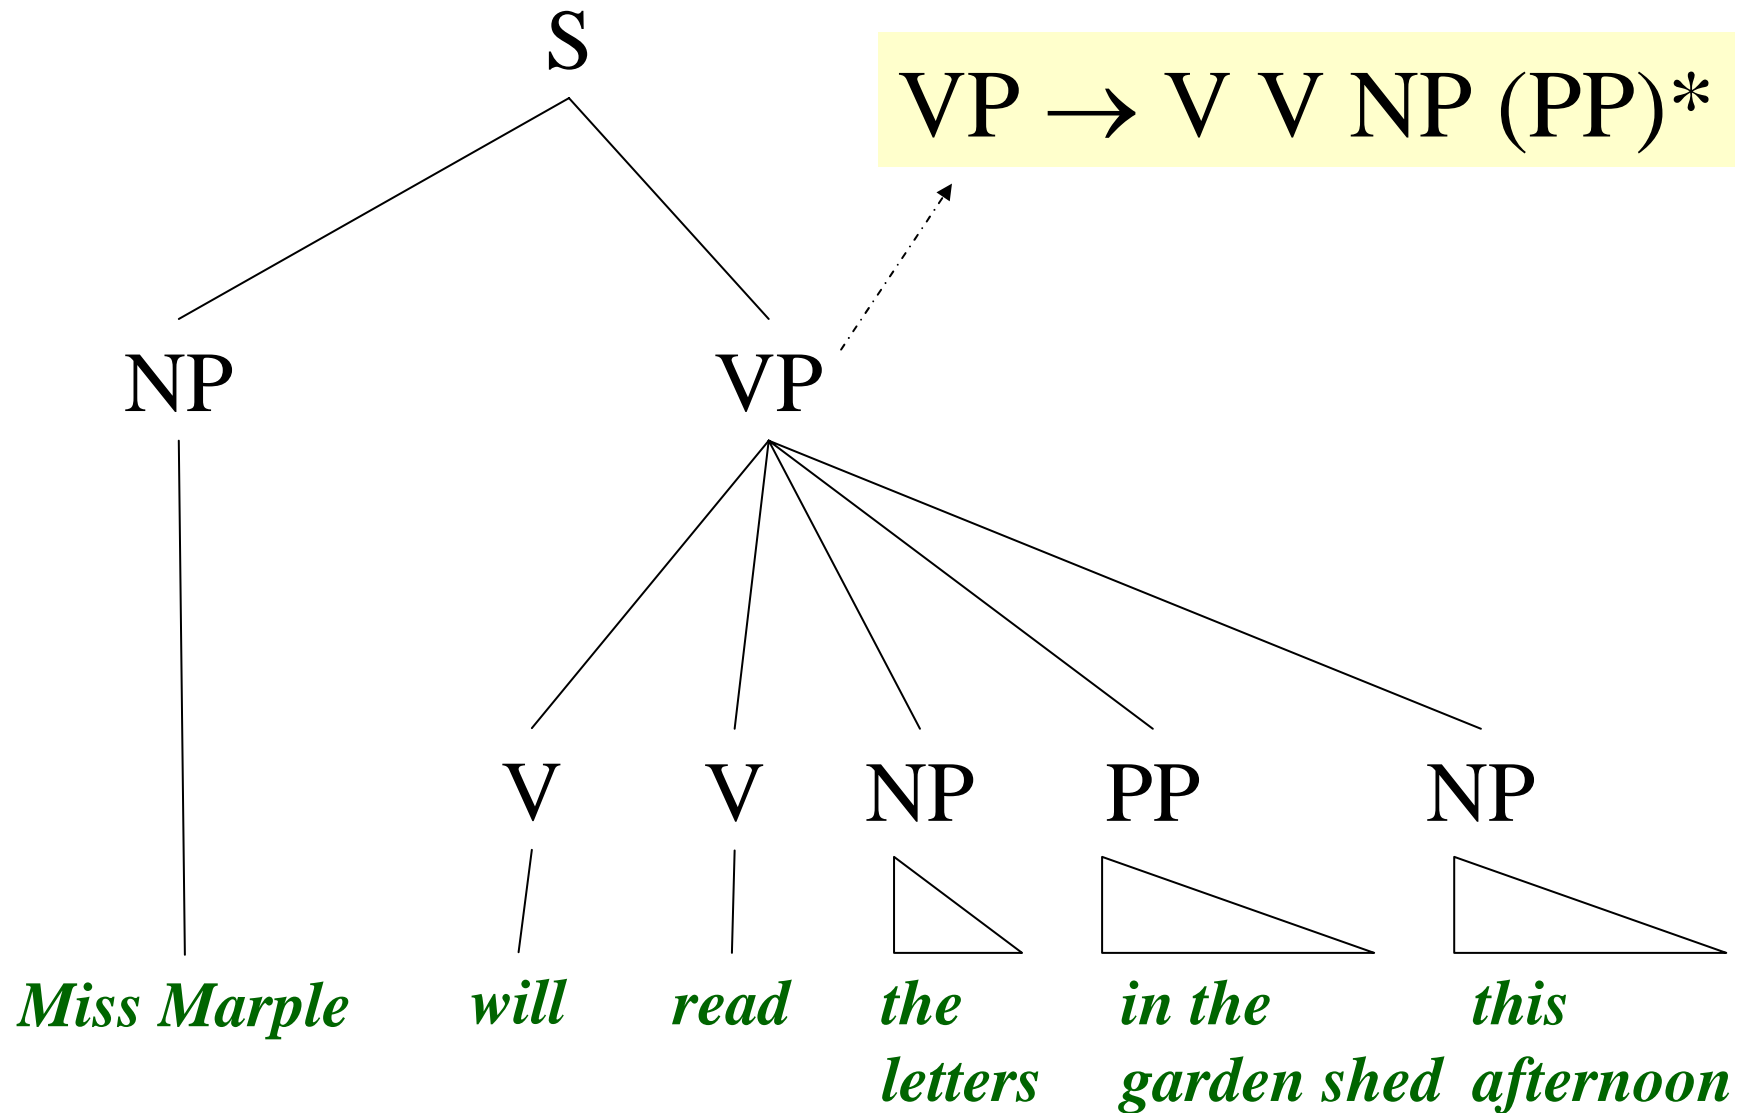 S
VP → V V NP (PP)*
NP VP
V V NP PP NP
Miss Marple will read the in the this
letters garden shed afternoon